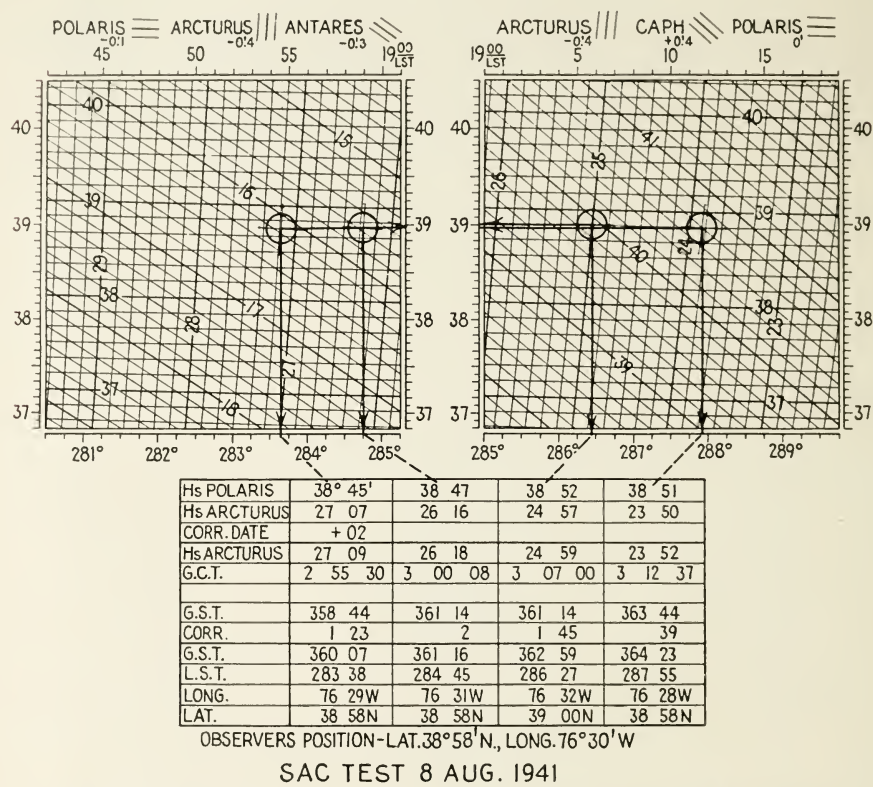 POLARIS ARCTURUS ANTARES
-0.1 -0.4 -0.3
45 50 55 19 00 LST
40
39
38
37
40
39
38
37
40
39
38
37
29
28
27
15
16
17
18
281° 282° 283° 284° 285°
ARCTURUS CAPH POLARIS
-0.4 +0.4 0'
19 00 LST 5 10 15
40
39
38
37
40
39
38
37
41
40
39
40
39
38
37
26
25
24
23
285° 286° 287° 288° 289°
Hs POLARIS 38° 45' 38 47 38 52 38 51
Hs ARCTURUS 27 07 26 16 24 57 23 50
CORR. DATE + 02
Hs ARCTURUS 27 09 26 18 24 59 23 52
G.C.T. 2 55 30 3 00 08 3 07 00 3 12 37
G.S.T. 358 44 361 14 361 14 363 44
CORR. 1 23 2 1 45 39
G.S.T. 360 07 361 16 362 59 364 23
L.S.T. 283 38 284 45 286 27 287 55
LONG. 76 29W 76 31W 76 32W 76 28W
LAT. 38 58N 38 58N 39 00N 38 58N
OBSERVERS POSITION-LAT.38°58'N., LONG.76°30'W
SAC TEST 8 AUG. 1941